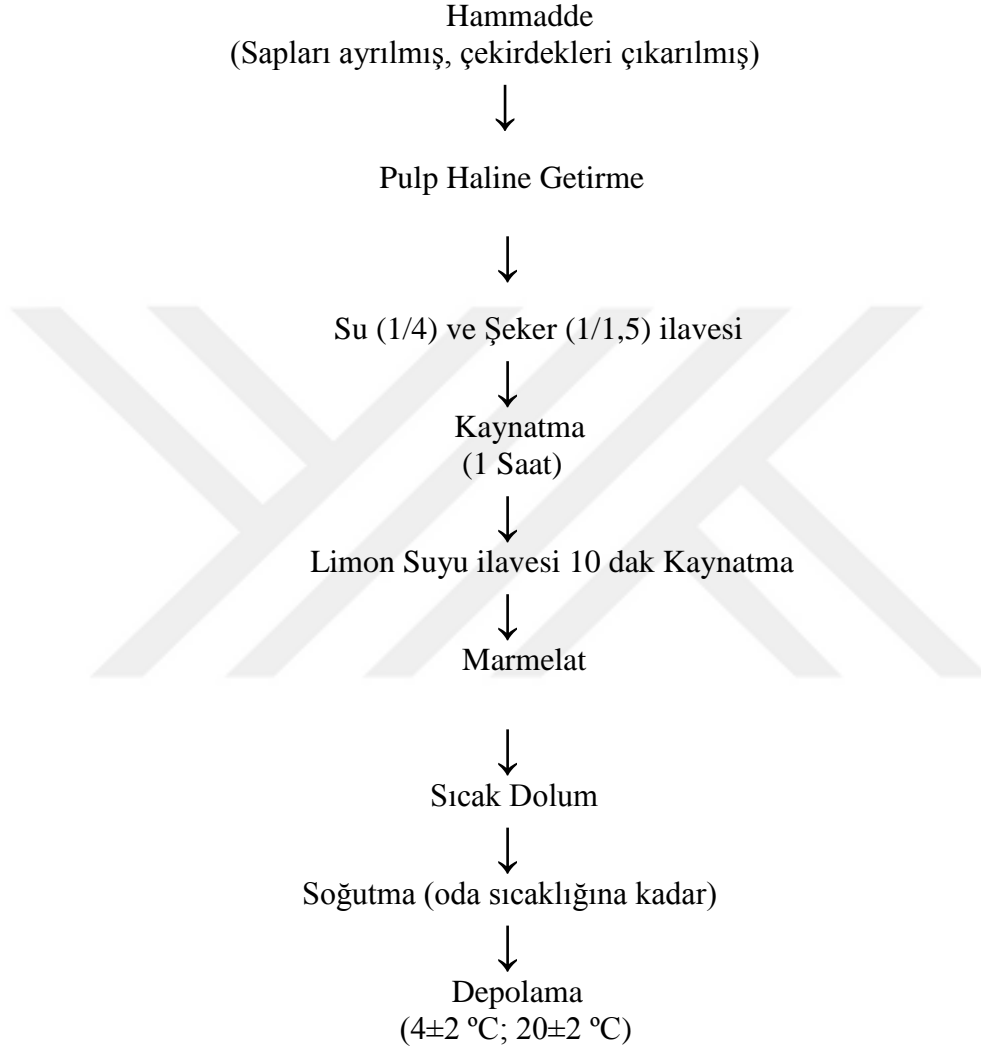 Hammadde
(Sapları ayrılmış, çekirdekleri çıkarılmış)
Pulp Haline Getirme
Su (1/4) ve Şeker (1/1,5) ilavesi
Kaynatma
(1 Saat)
Limon Suyu ilavesi 10 dak Kaynatma
Marmelat
Sıcak Dolum
Soğutma (oda sıcaklığına kadar)
Depolama
(4±2 ºC; 20±2 ºC)